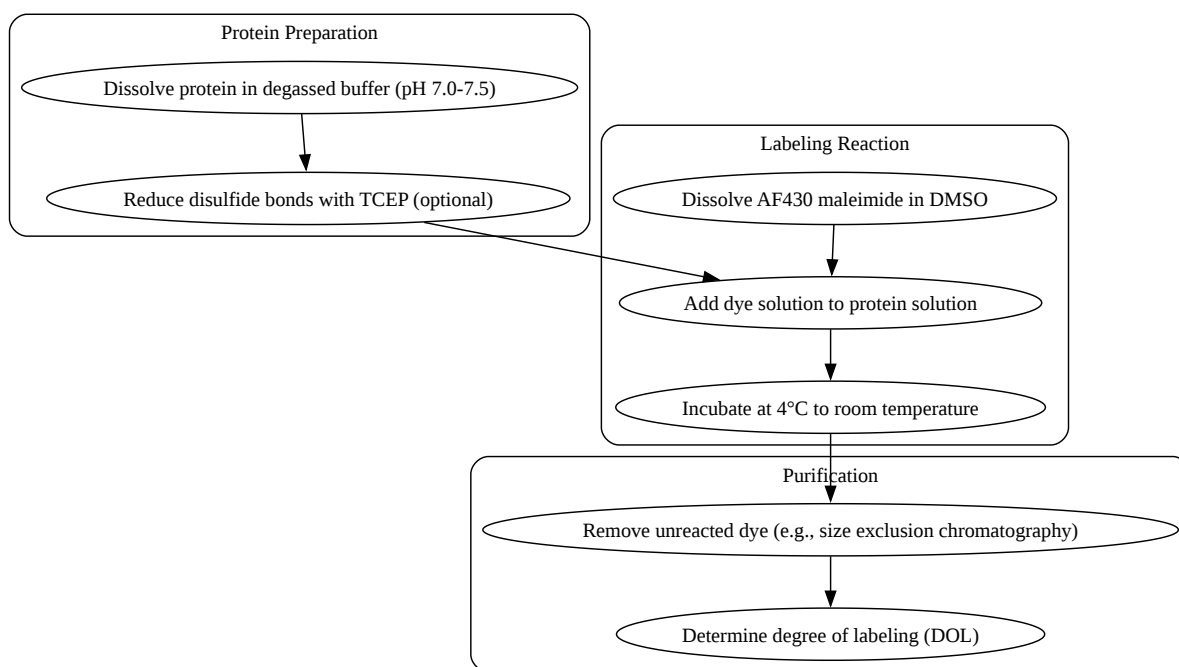 Protein Preparation
Dissolve protein in degassed buffer (pH 7.0-7.5)
Reduce disulfide bonds with TCEP (optional)
Labeling Reaction
Dissolve AF430 maleimide in DMSO
Add dye solution to protein solution
Incubate at 4°C to room temperature
Purification
Remove unreacted dye (e.g., size exclusion chromatography)
Determine degree of labeling (DOL)